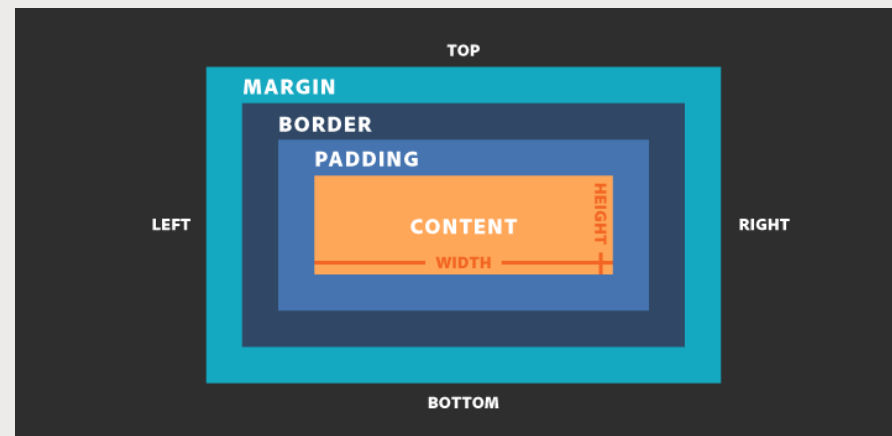 TOP
MARGIN
BORDER
PADDING
HEIGHT
LEFT
CONTENT
RIGHT
WIDTH
BOTTOM